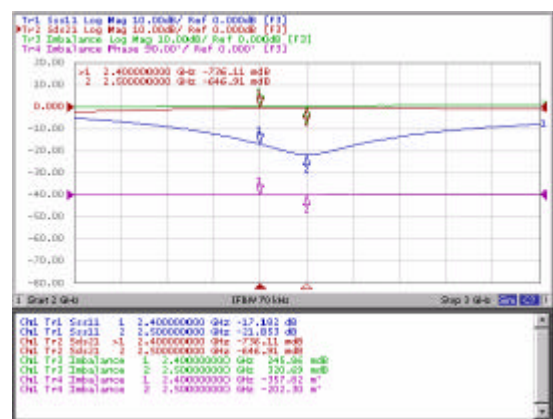 Tr1 Sss11 Log Mag 10.00dB/ Ref 0.000dB [F3]
Tr2 Sds21 Log Mag 10.00dB/ Ref 0.000dB [F3]
Tr3 Imbalance Log Mag 10.00dB/ Ref 0.000dB [F3]
Tr4 Imbalance Phase 90.00°/ Ref 0.000° [F3]
20.00
>1 2.400000000 GHz -736.11 mdB
2 2.500000000 GHz -646.91 mdB
10.00
0.000
-10.00
-20.00
-30.00
-40.00
-50.00
-60.00
-70.00
-80.00
1 Start 2 GHz IFBW 70 kHz Stop 3 GHz
Ch1 Tr1 Sss11 1 2.400000000 GHz -17.182 dB
Ch1 Tr1 Sss11 2 2.500000000 GHz -21.853 dB
Ch1 Tr2 Sds21 >1 2.400000000 GHz -736.11 mdB
Ch1 Tr2 Sds21 2 2.500000000 GHz -646.91 mdB
Ch1 Tr3 Imbalance 1 2.400000000 GHz 245.86 mdB
Ch1 Tr3 Imbalance 2 2.500000000 GHz 320.69 mdB
Ch1 Tr4 Imbalance 1 2.400000000 GHz -357.82 m°
Ch1 Tr4 Imbalance 2 2.500000000 GHz -202.30 m°